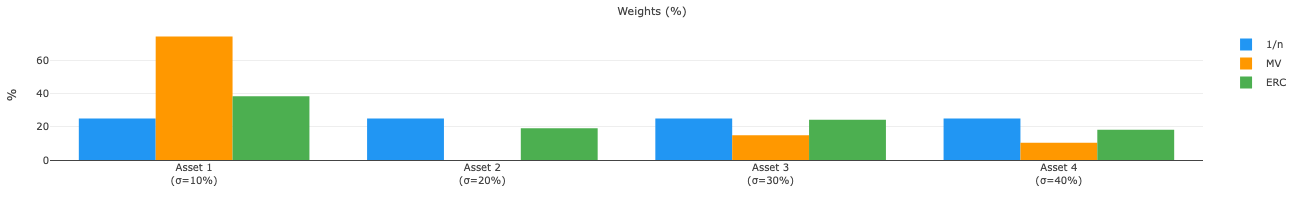 Weights (%)
%
60
40
20
0
Asset 1
(σ=10%)
Asset 2
(σ=20%)
Asset 3
(σ=30%)
Asset 4
(σ=40%)
1/n
MV
ERC